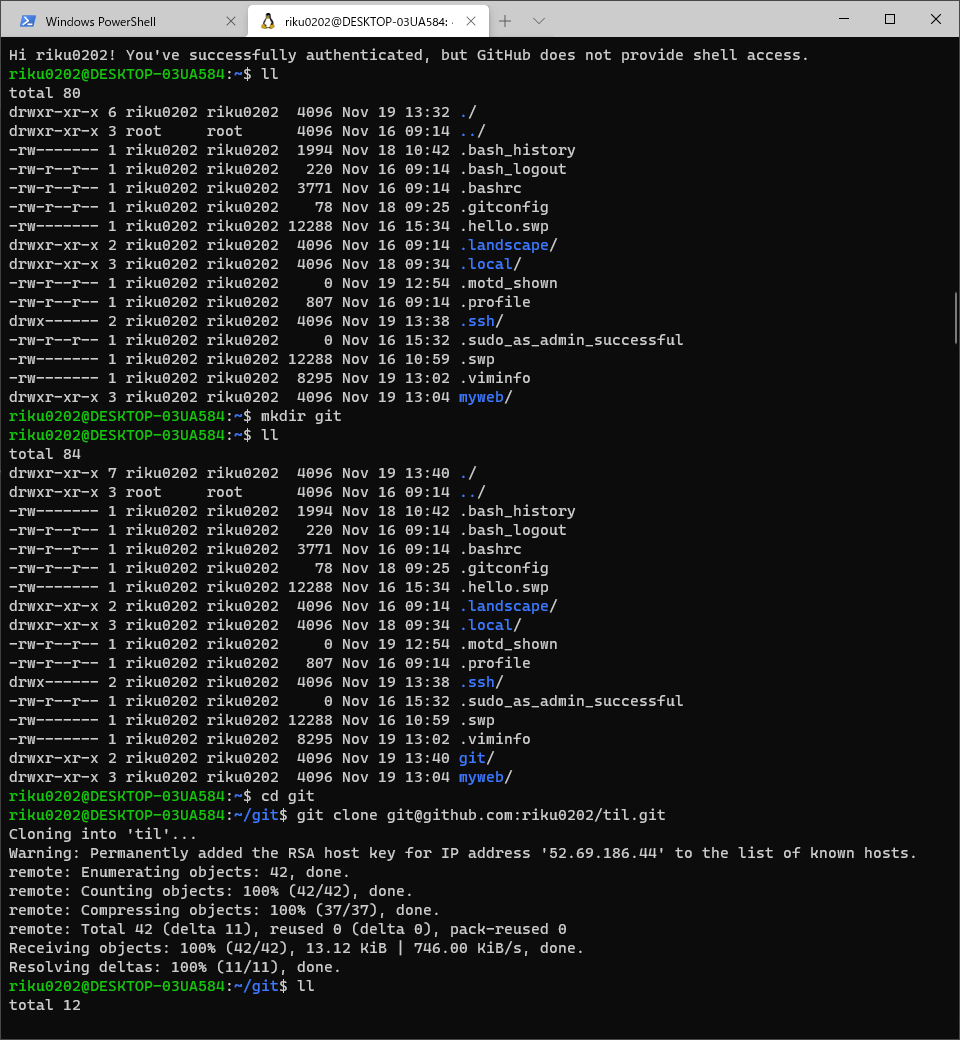 Windows PowerShell
riku0202@DESKTOP-03UA584:
Hi riku0202! You've successfully authenticated, but GitHub does not provide shell access.
riku0202@DESKTOP-03UA584:~$ ll
total 80
drwxr-xr-x 6 riku0202 riku0202  4096 Nov 19 13:32 ./
drwxr-xr-x 3 root     root      4096 Nov 16 09:14 ../
-rw------- 1 riku0202 riku0202  1994 Nov 18 10:42 .bash_history
-rw-r--r-- 1 riku0202 riku0202   220 Nov 16 09:14 .bash_logout
-rw-r--r-- 1 riku0202 riku0202  3771 Nov 16 09:14 .bashrc
-rw-r--r-- 1 riku0202 riku0202    78 Nov 18 09:25 .gitconfig
-rw------- 1 riku0202 riku0202 12288 Nov 16 15:34 .hello.swp
drwxr-xr-x 2 riku0202 riku0202  4096 Nov 16 09:14 .landscape/
drwxr-xr-x 3 riku0202 riku0202  4096 Nov 18 09:34 .local/
-rw-r--r-- 1 riku0202 riku0202     0 Nov 19 12:54 .motd_shown
-rw-r--r-- 1 riku0202 riku0202   807 Nov 16 09:14 .profile
drwx------ 2 riku0202 riku0202  4096 Nov 19 13:38 .ssh/
-rw-r--r-- 1 riku0202 riku0202     0 Nov 16 15:32 .sudo_as_admin_successful
-rw------- 1 riku0202 riku0202 12288 Nov 16 10:59 .swp
-rw------- 1 riku0202 riku0202  8295 Nov 19 13:02 .viminfo
drwxr-xr-x 3 riku0202 riku0202  4096 Nov 19 13:04 myweb/
riku0202@DESKTOP-03UA584:~$ mkdir git
riku0202@DESKTOP-03UA584:~$ ll
total 84
drwxr-xr-x 7 riku0202 riku0202  4096 Nov 19 13:40 ./
drwxr-xr-x 3 root     root      4096 Nov 16 09:14 ../
-rw------- 1 riku0202 riku0202  1994 Nov 18 10:42 .bash_history
-rw-r--r-- 1 riku0202 riku0202   220 Nov 16 09:14 .bash_logout
-rw-r--r-- 1 riku0202 riku0202  3771 Nov 16 09:14 .bashrc
-rw-r--r-- 1 riku0202 riku0202    78 Nov 18 09:25 .gitconfig
-rw------- 1 riku0202 riku0202 12288 Nov 16 15:34 .hello.swp
drwxr-xr-x 2 riku0202 riku0202  4096 Nov 16 09:14 .landscape/
drwxr-xr-x 3 riku0202 riku0202  4096 Nov 18 09:34 .local/
-rw-r--r-- 1 riku0202 riku0202     0 Nov 19 12:54 .motd_shown
-rw-r--r-- 1 riku0202 riku0202   807 Nov 16 09:14 .profile
drwx------ 2 riku0202 riku0202  4096 Nov 19 13:38 .ssh/
-rw-r--r-- 1 riku0202 riku0202     0 Nov 16 15:32 .sudo_as_admin_successful
-rw------- 1 riku0202 riku0202 12288 Nov 16 10:59 .swp
-rw------- 1 riku0202 riku0202  8295 Nov 19 13:02 .viminfo
drwxr-xr-x 2 riku0202 riku0202  4096 Nov 19 13:40 git/
drwxr-xr-x 3 riku0202 riku0202  4096 Nov 19 13:04 myweb/
riku0202@DESKTOP-03UA584:~$ cd git
riku0202@DESKTOP-03UA584:~/git$ git clone git@github.com:riku0202/til.git
Cloning into 'til'...
Warning: Permanently added the RSA host key for IP address '52.69.186.44' to the list of known hosts.
remote: Enumerating objects: 42, done.
remote: Counting objects: 100% (42/42), done.
remote: Compressing objects: 100% (37/37), done.
remote: Total 42 (delta 11), reused 0 (delta 0), pack-reused 0
Receiving objects: 100% (42/42), 13.12 KiB | 746.00 KiB/s, done.
Resolving deltas: 100% (11/11), done.
riku0202@DESKTOP-03UA584:~/git$ ll
total 12